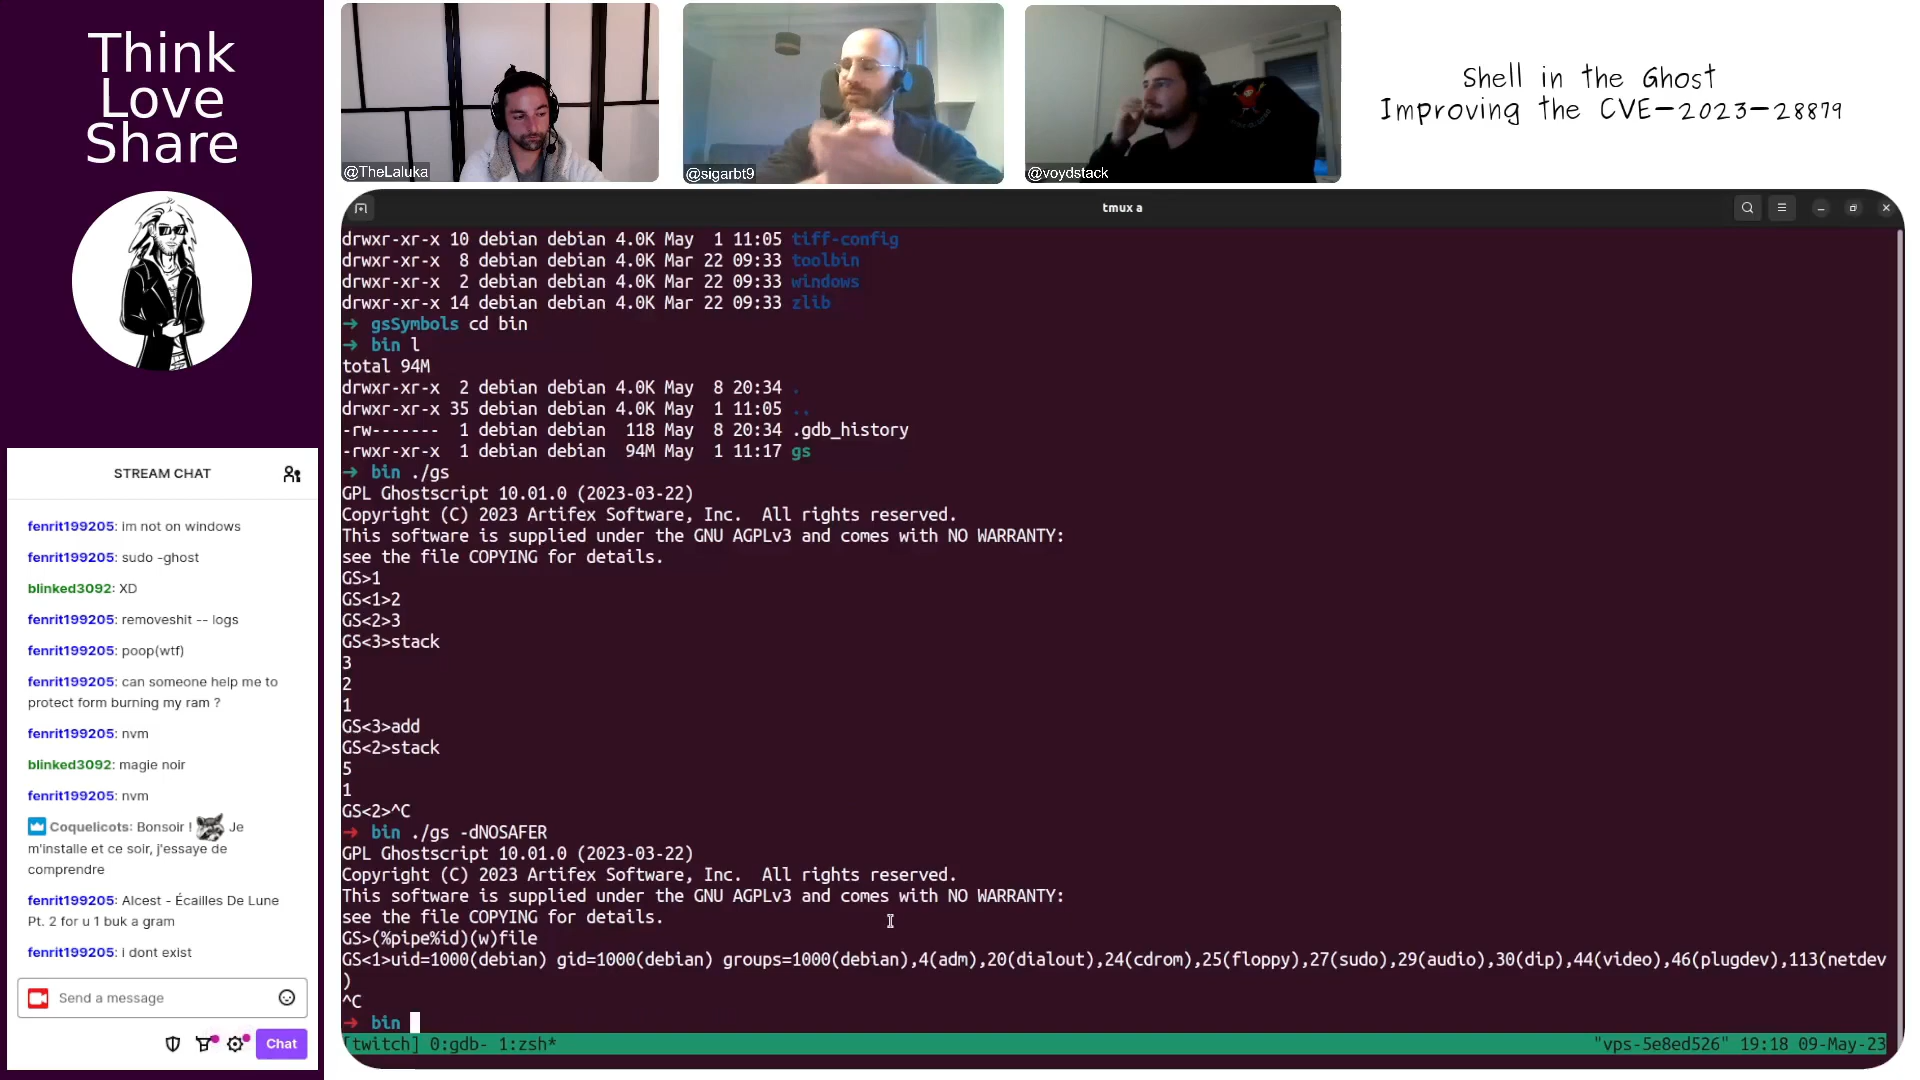 Think
Love
Share
@TheLaluka
@sigarbt9
@voydstack
Shell in the Ghost
Improving the CVE-2023-28879
STREAM CHAT
fenrit199205: im not on windows
fenrit199205: sudo -ghost
blinked3092: XD
fenrit199205: removeshit -- logs
fenrit199205: poop(wtf)
fenrit199205: can someone help me to
protect form burning my ram ?
fenrit199205: nvm
blinked3092: magie noir
fenrit199205: nvm
Coquelicots: Bonsoir ! Je
m'installe et ce soir, j'essaye de
comprendre
fenrit199205: Alcest - Écailles De Lune
Pt. 2 for u 1 buk a gram
fenrit199205: i dont exist
Send a message
Chat
tmux a
drwxr-xr-x 10 debian debian 4.0K May  1 11:05 tiff-config
drwxr-xr-x  8 debian debian 4.0K Mar 22 09:33 toolbin
drwxr-xr-x  2 debian debian 4.0K Mar 22 09:33 windows
drwxr-xr-x 14 debian debian 4.0K Mar 22 09:33 zlib
→ gsSymbols cd bin
→ bin l
total 94M
drwxr-xr-x  2 debian debian 4.0K May  8 20:34 .
drwxr-xr-x 35 debian debian 4.0K May  1 11:05 ..
-rw-------  1 debian debian  118 May  8 20:34 .gdb_history
-rwxr-xr-x  1 debian debian  94M May  1 11:17 gs
→ bin ./gs
GPL Ghostscript 10.01.0 (2023-03-22)
Copyright (C) 2023 Artifex Software, Inc.  All rights reserved.
This software is supplied under the GNU AGPLv3 and comes with NO WARRANTY:
see the file COPYING for details.
GS>1
GS<1>2
GS<2>3
GS<3>stack
3
2
1
GS<3>add
GS<2>stack
5
1
GS<2>^C
→ bin ./gs -dNOSAFER
GPL Ghostscript 10.01.0 (2023-03-22)
Copyright (C) 2023 Artifex Software, Inc.  All rights reserved.
This software is supplied under the GNU AGPLv3 and comes with NO WARRANTY:
see the file COPYING for details.
GS>(%pipe%id)(w)file
GS<1>uid=1000(debian) gid=1000(debian) groups=1000(debian),4(adm),20(dialout),24(cdrom),25(floppy),27(sudo),29(audio),30(dip),44(video),46(plugdev),113(netdev
)
^C
→ bin
[twitch] 0:gdb- 1:zsh* "vps-5e8ed526" 19:18 09-May-23